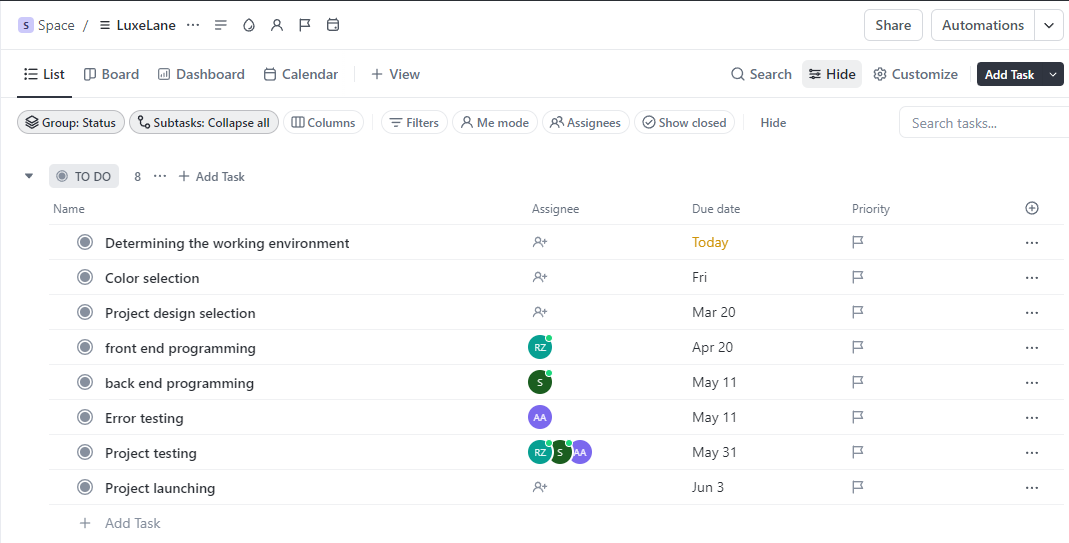 S Space / LuxeLane ···
Share Automations
List Board Dashboard Calendar + View
Search Hide Customize Add Task
Group: Status Subtasks: Collapse all Columns Filters Me mode Assignees Show closed Hide Search tasks...
TO DO 8 ··· + Add Task
Name Assignee Due date Priority
Determining the working environment Today
Color selection Fri
Project design selection Mar 20
front end programming RZ Apr 20
back end programming S May 11
Error testing AA May 11
Project testing RZ S AA May 31
Project launching Jun 3
+ Add Task